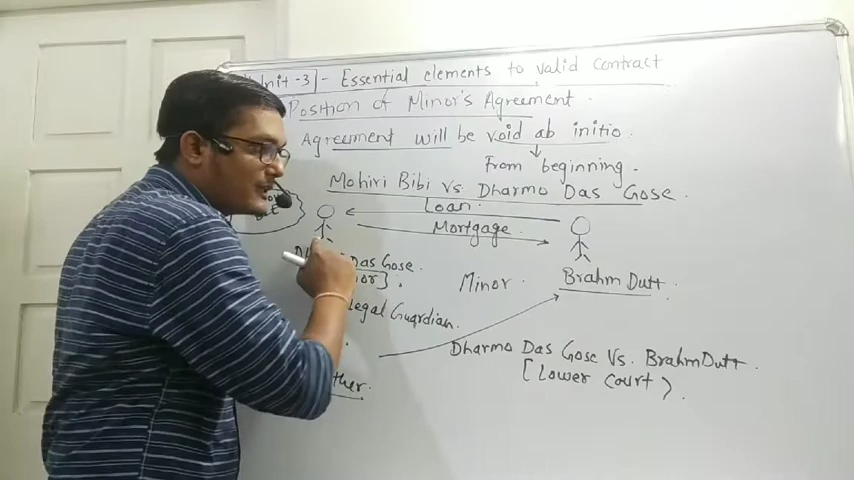 Unit-3] - Essential elements to valid Contract
Position of Minor's Agreement.
Agreement will be void ab initio.
From beginning.
Mohiri Bibi vs. Dharmo Das Gose.
Loan.
Mortgage.
Das Gose.
Minor.
Brahm Dutt.
Legal Guardian.
Dharmo Das Gose Vs. Brahm Dutt.
[Lower court).